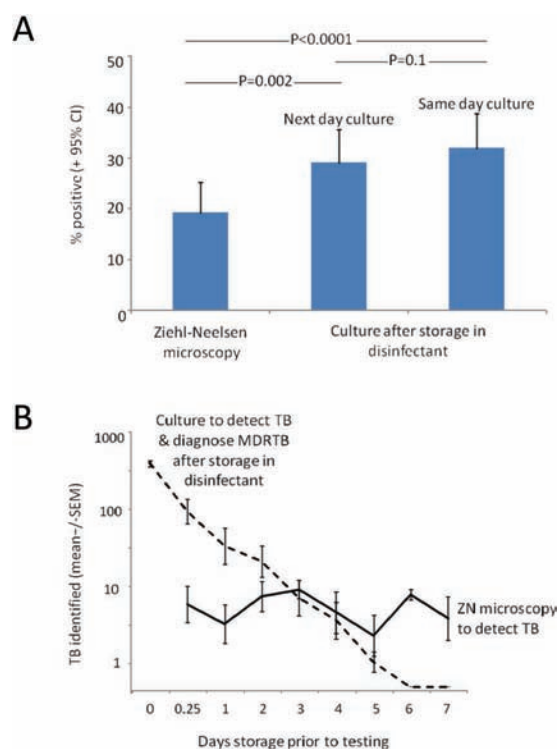 A
P<0.0001
P=0.1
P=0.002
50
40
30
20
10
0
% positive (+ 95% CI)
Next day culture
Same day culture
Ziehl-Neelsen
microscopy
Culture after storage in
disinfectant
B
Culture to detect TB
& diagnose MDRTB
after storage in
disinfectant
1000
100
10
1
TB identified (mean+/-SEM)
ZN microscopy
to detect TB
0 0.25 1 2 3 4 5 6 7
Days storage prior to testing